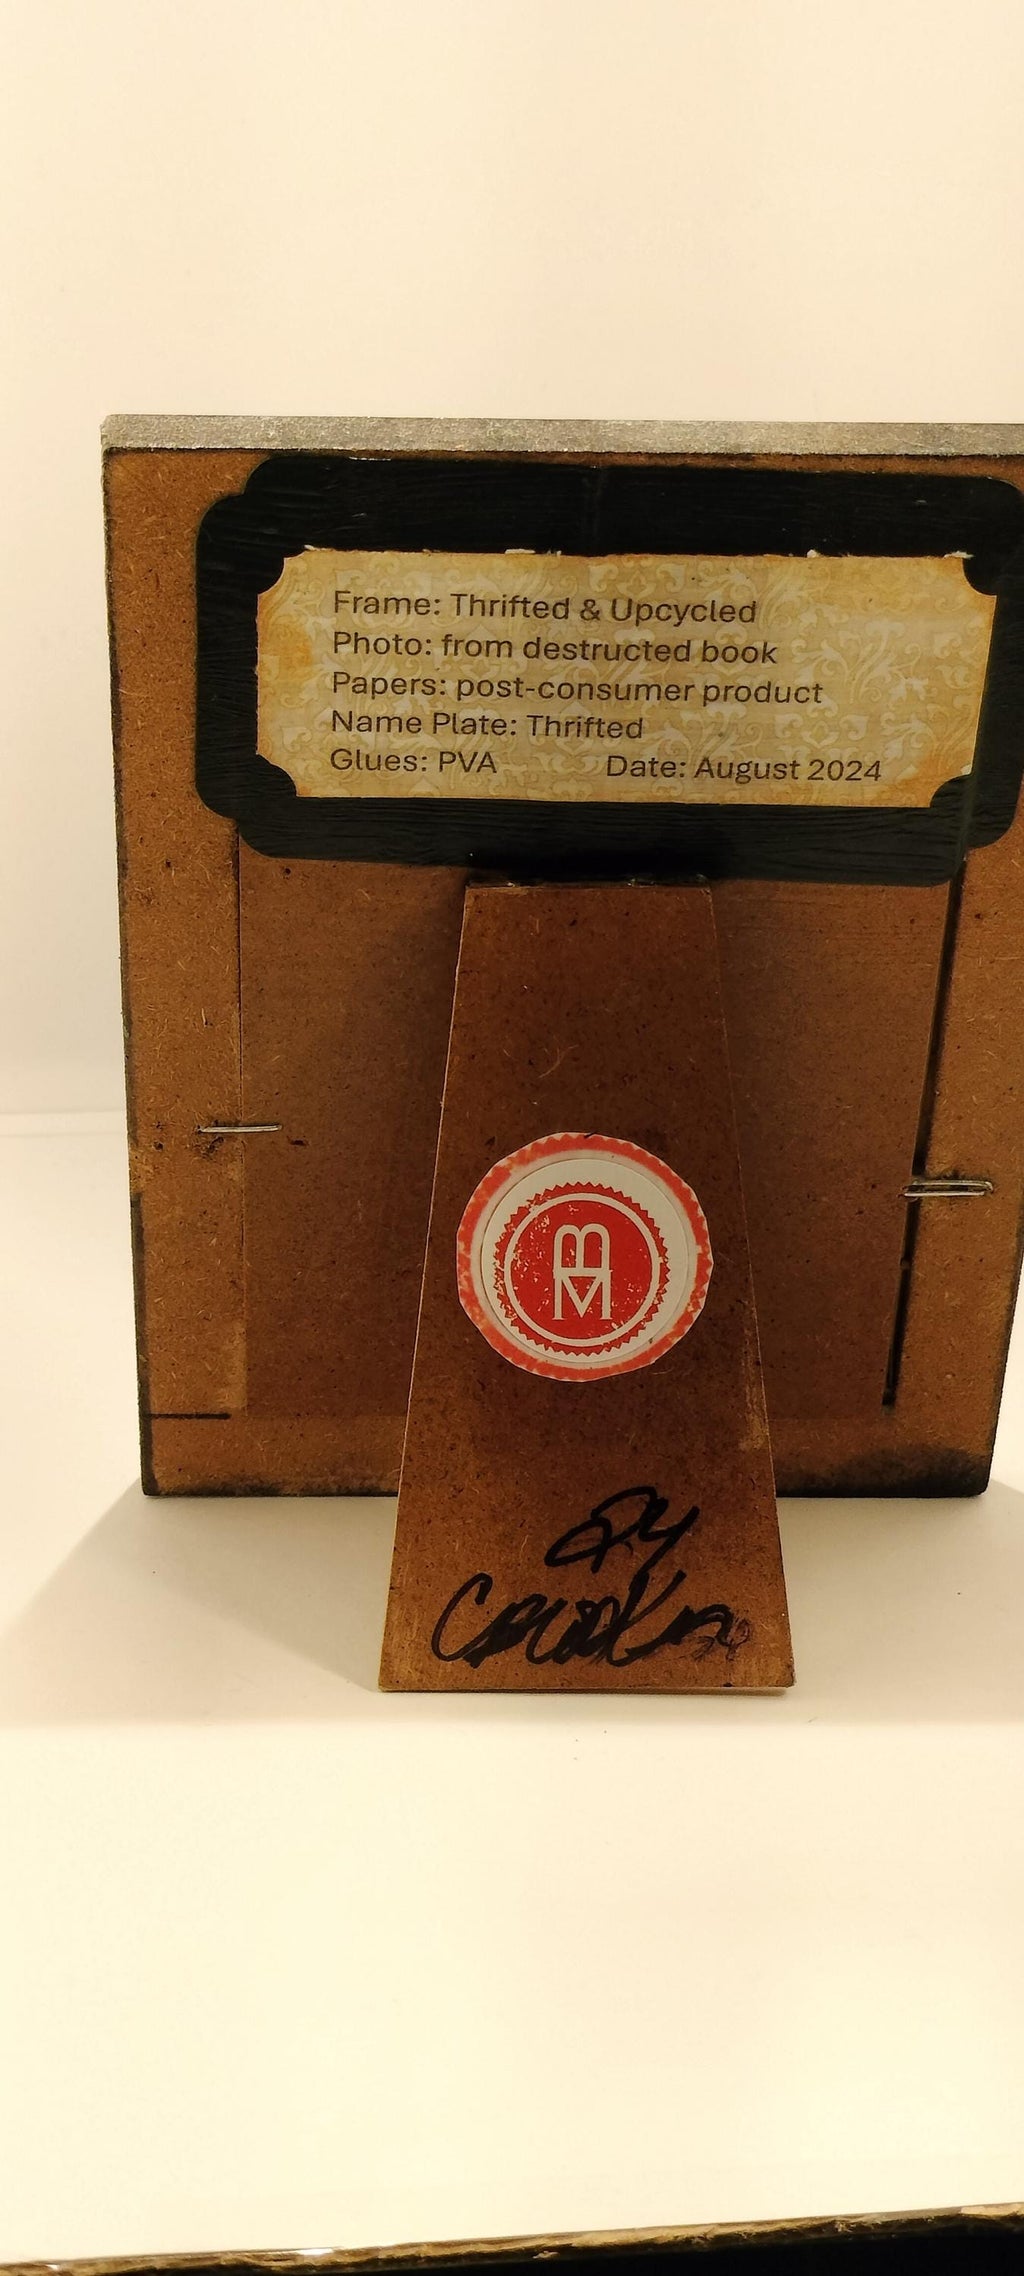 Frame: Thrifted & Upcycled
Photo: from destructed book
Papers: post-consumer product
Name Plate: Thrifted
Glues: PVA Date: August 2024
BM